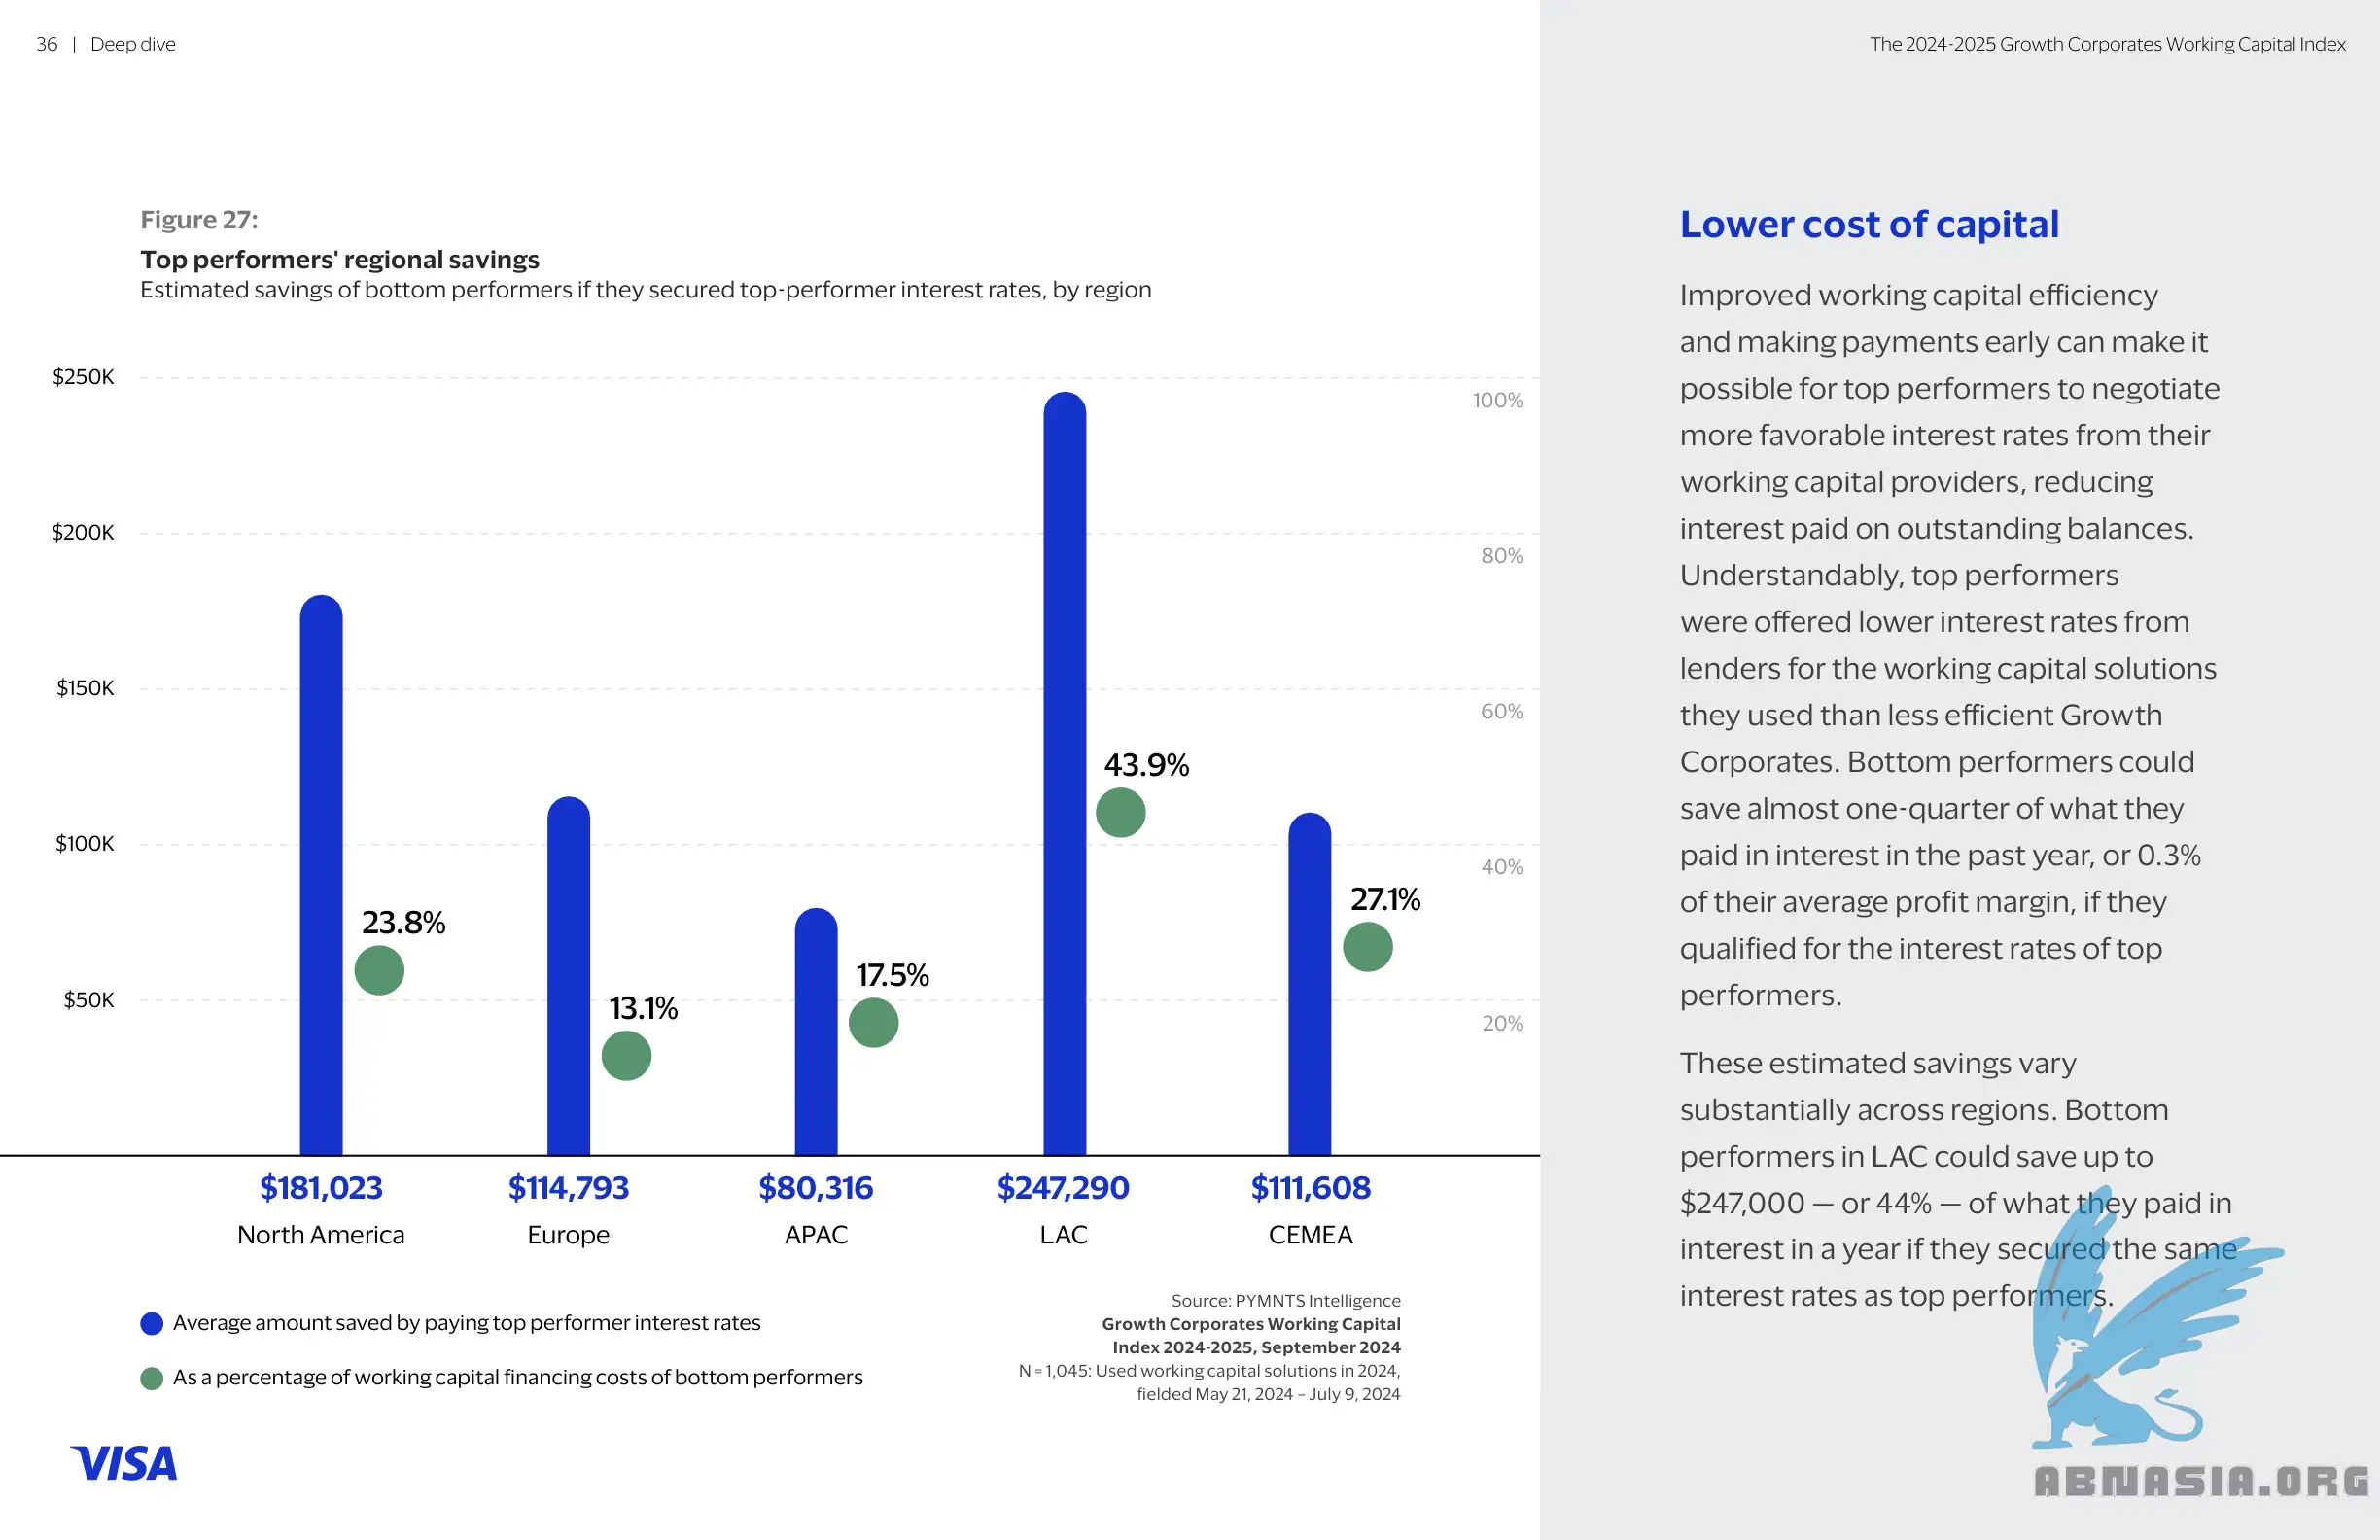 36 | Deep dive
The 2024-2025 Growth Corporates Working Capital Index
Figure 27:
Top performers' regional savings
Estimated savings of bottom performers if they secured top-performer interest rates, by region
$250K
100%
$200K
80%
$150K
60%
43.9%
$100K
40%
27.1%
23.8%
17.5%
$50K
13.1%
20%
$181,023
$114,793
$80,316
$247,290
$111,608
North America
Europe
APAC
LAC
CEMEA
Average amount saved by paying top performer interest rates
As a percentage of working capital financing costs of bottom performers
Source: PYMNTS Intelligence
Growth Corporates Working Capital
Index 2024-2025, September 2024
N = 1,045: Used working capital solutions in 2024,
fielded May 21, 2024 – July 9, 2024
VISA
Lower cost of capital
Improved working capital efficiency
and making payments early can make it
possible for top performers to negotiate
more favorable interest rates from their
working capital providers, reducing
interest paid on outstanding balances.
Understandably, top performers
were offered lower interest rates from
lenders for the working capital solutions
they used than less efficient Growth
Corporates. Bottom performers could
save almost one-quarter of what they
paid in interest in the past year, or 0.3%
of their average profit margin, if they
qualified for the interest rates of top
performers.
These estimated savings vary
substantially across regions. Bottom
performers in LAC could save up to
$247,000 — or 44% — of what they paid in
interest in a year if they secured the same
interest rates as top performers.
ABNASIA.ORG